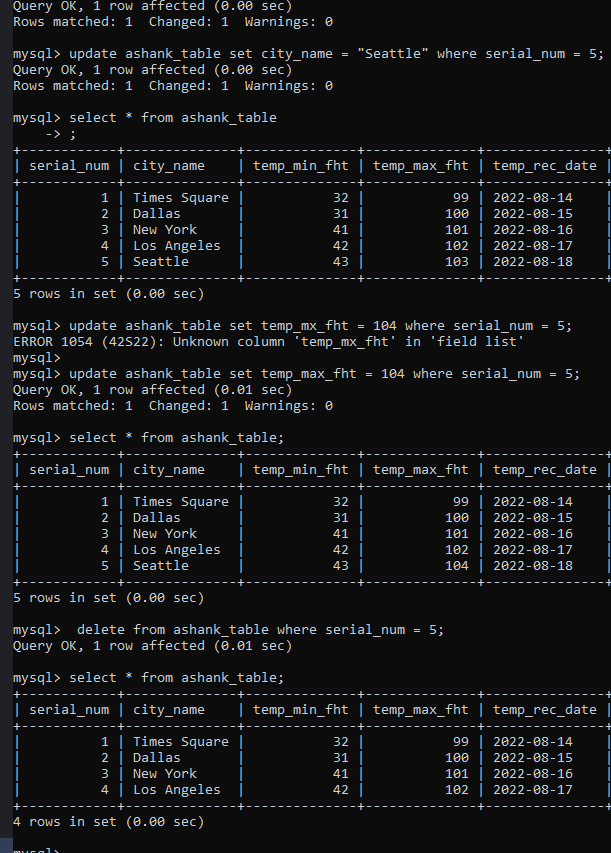 Query OK, 1 row affected (0.00 sec)
Rows matched: 1  Changed: 1  Warnings: 0

mysql> update ashank_table set city_name = "Seattle" where serial_num = 5;
Query OK, 1 row affected (0.00 sec)
Rows matched: 1  Changed: 1  Warnings: 0

mysql> select * from ashank_table
    -> ;
+------------+--------------+--------------+--------------+---------------+
| serial_num | city_name    | temp_min_fht | temp_max_fht | temp_rec_date |
+------------+--------------+--------------+--------------+---------------+
|          1 | Times Square |           32 |           99 | 2022-08-14    |
|          2 | Dallas       |           31 |          100 | 2022-08-15    |
|          3 | New York     |           41 |          101 | 2022-08-16    |
|          4 | Los Angeles  |           42 |          102 | 2022-08-17    |
|          5 | Seattle      |           43 |          103 | 2022-08-18    |
+------------+--------------+--------------+--------------+---------------+
5 rows in set (0.00 sec)

mysql> update ashank_table set temp_mx_fht = 104 where serial_num = 5;
ERROR 1054 (42S22): Unknown column 'temp_mx_fht' in 'field list'
mysql>
mysql> update ashank_table set temp_max_fht = 104 where serial_num = 5;
Query OK, 1 row affected (0.01 sec)
Rows matched: 1  Changed: 1  Warnings: 0

mysql> select * from ashank_table;
+------------+--------------+--------------+--------------+---------------+
| serial_num | city_name    | temp_min_fht | temp_max_fht | temp_rec_date |
+------------+--------------+--------------+--------------+---------------+
|          1 | Times Square |           32 |           99 | 2022-08-14    |
|          2 | Dallas       |           31 |          100 | 2022-08-15    |
|          3 | New York     |           41 |          101 | 2022-08-16    |
|          4 | Los Angeles  |           42 |          102 | 2022-08-17    |
|          5 | Seattle      |           43 |          104 | 2022-08-18    |
+------------+--------------+--------------+--------------+---------------+
5 rows in set (0.00 sec)

mysql>  delete from ashank_table where serial_num = 5;
Query OK, 1 row affected (0.01 sec)

mysql> select * from ashank_table;
+------------+--------------+--------------+--------------+---------------+
| serial_num | city_name    | temp_min_fht | temp_max_fht | temp_rec_date |
+------------+--------------+--------------+--------------+---------------+
|          1 | Times Square |           32 |           99 | 2022-08-14    |
|          2 | Dallas       |           31 |          100 | 2022-08-15    |
|          3 | New York     |           41 |          101 | 2022-08-16    |
|          4 | Los Angeles  |           42 |          102 | 2022-08-17    |
+------------+--------------+--------------+--------------+---------------+
4 rows in set (0.00 sec)

mysql>